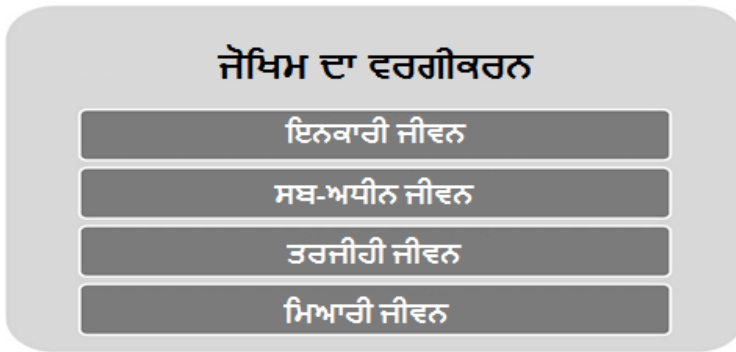 ਜੋਖਿਮ ਦਾ ਵਰਗੀਕਰਨ
ਇਨਕਾਰੀ ਜੀਵਨ
ਸਬ-ਅਧੀਨ ਜੀਵਨ
ਤਰਜੀਹੀ ਜੀਵਨ
ਮਿਆਰੀ ਜੀਵਨ